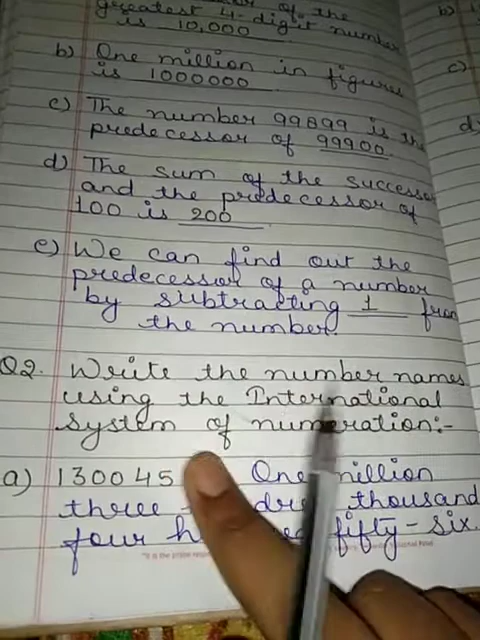 of the
greatest 4-digit number
is 10,000
b) One million in figures
is 1000000
c) The number 99899 is the
predecessor of 99900.
d) The sum of the successor
and the predecessor of
100 is 200
e) We can find out the
predecessor of a number
by subtracting 1 from
the number.
Q2. Write the number names
using the International
System of numeration:-
a) 130045 One million
three thousand
four fifty-six.
b)
c)
d)